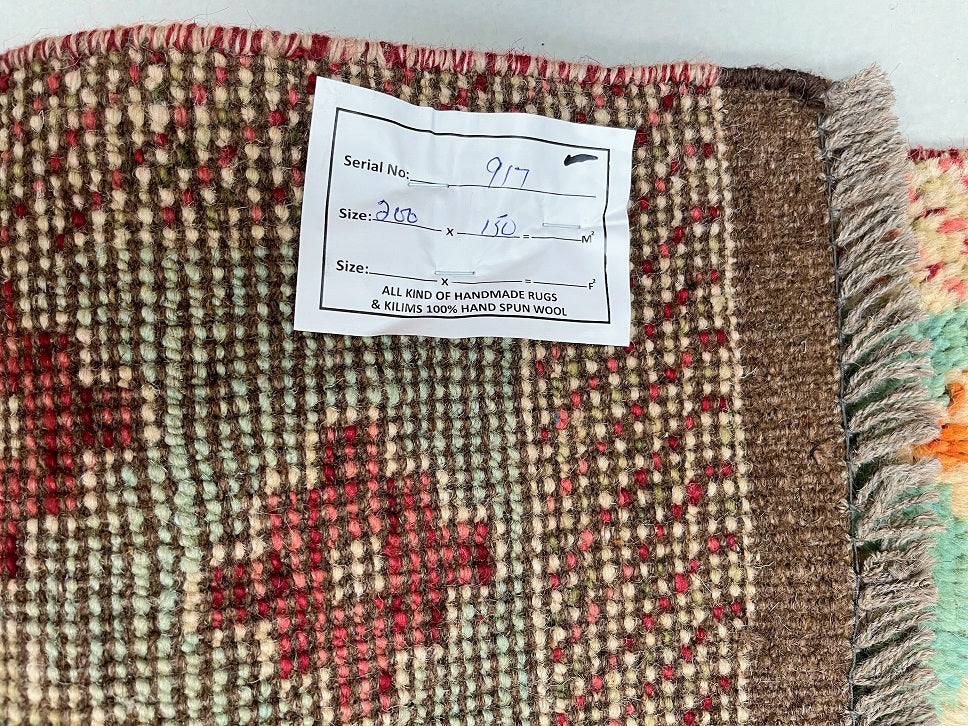 Serial No: 917
Size: 200 x 150 = M²
Size: x = F²
ALL KIND OF HANDMADE RUGS
& KILIMS 100% HAND SPUN WOOL